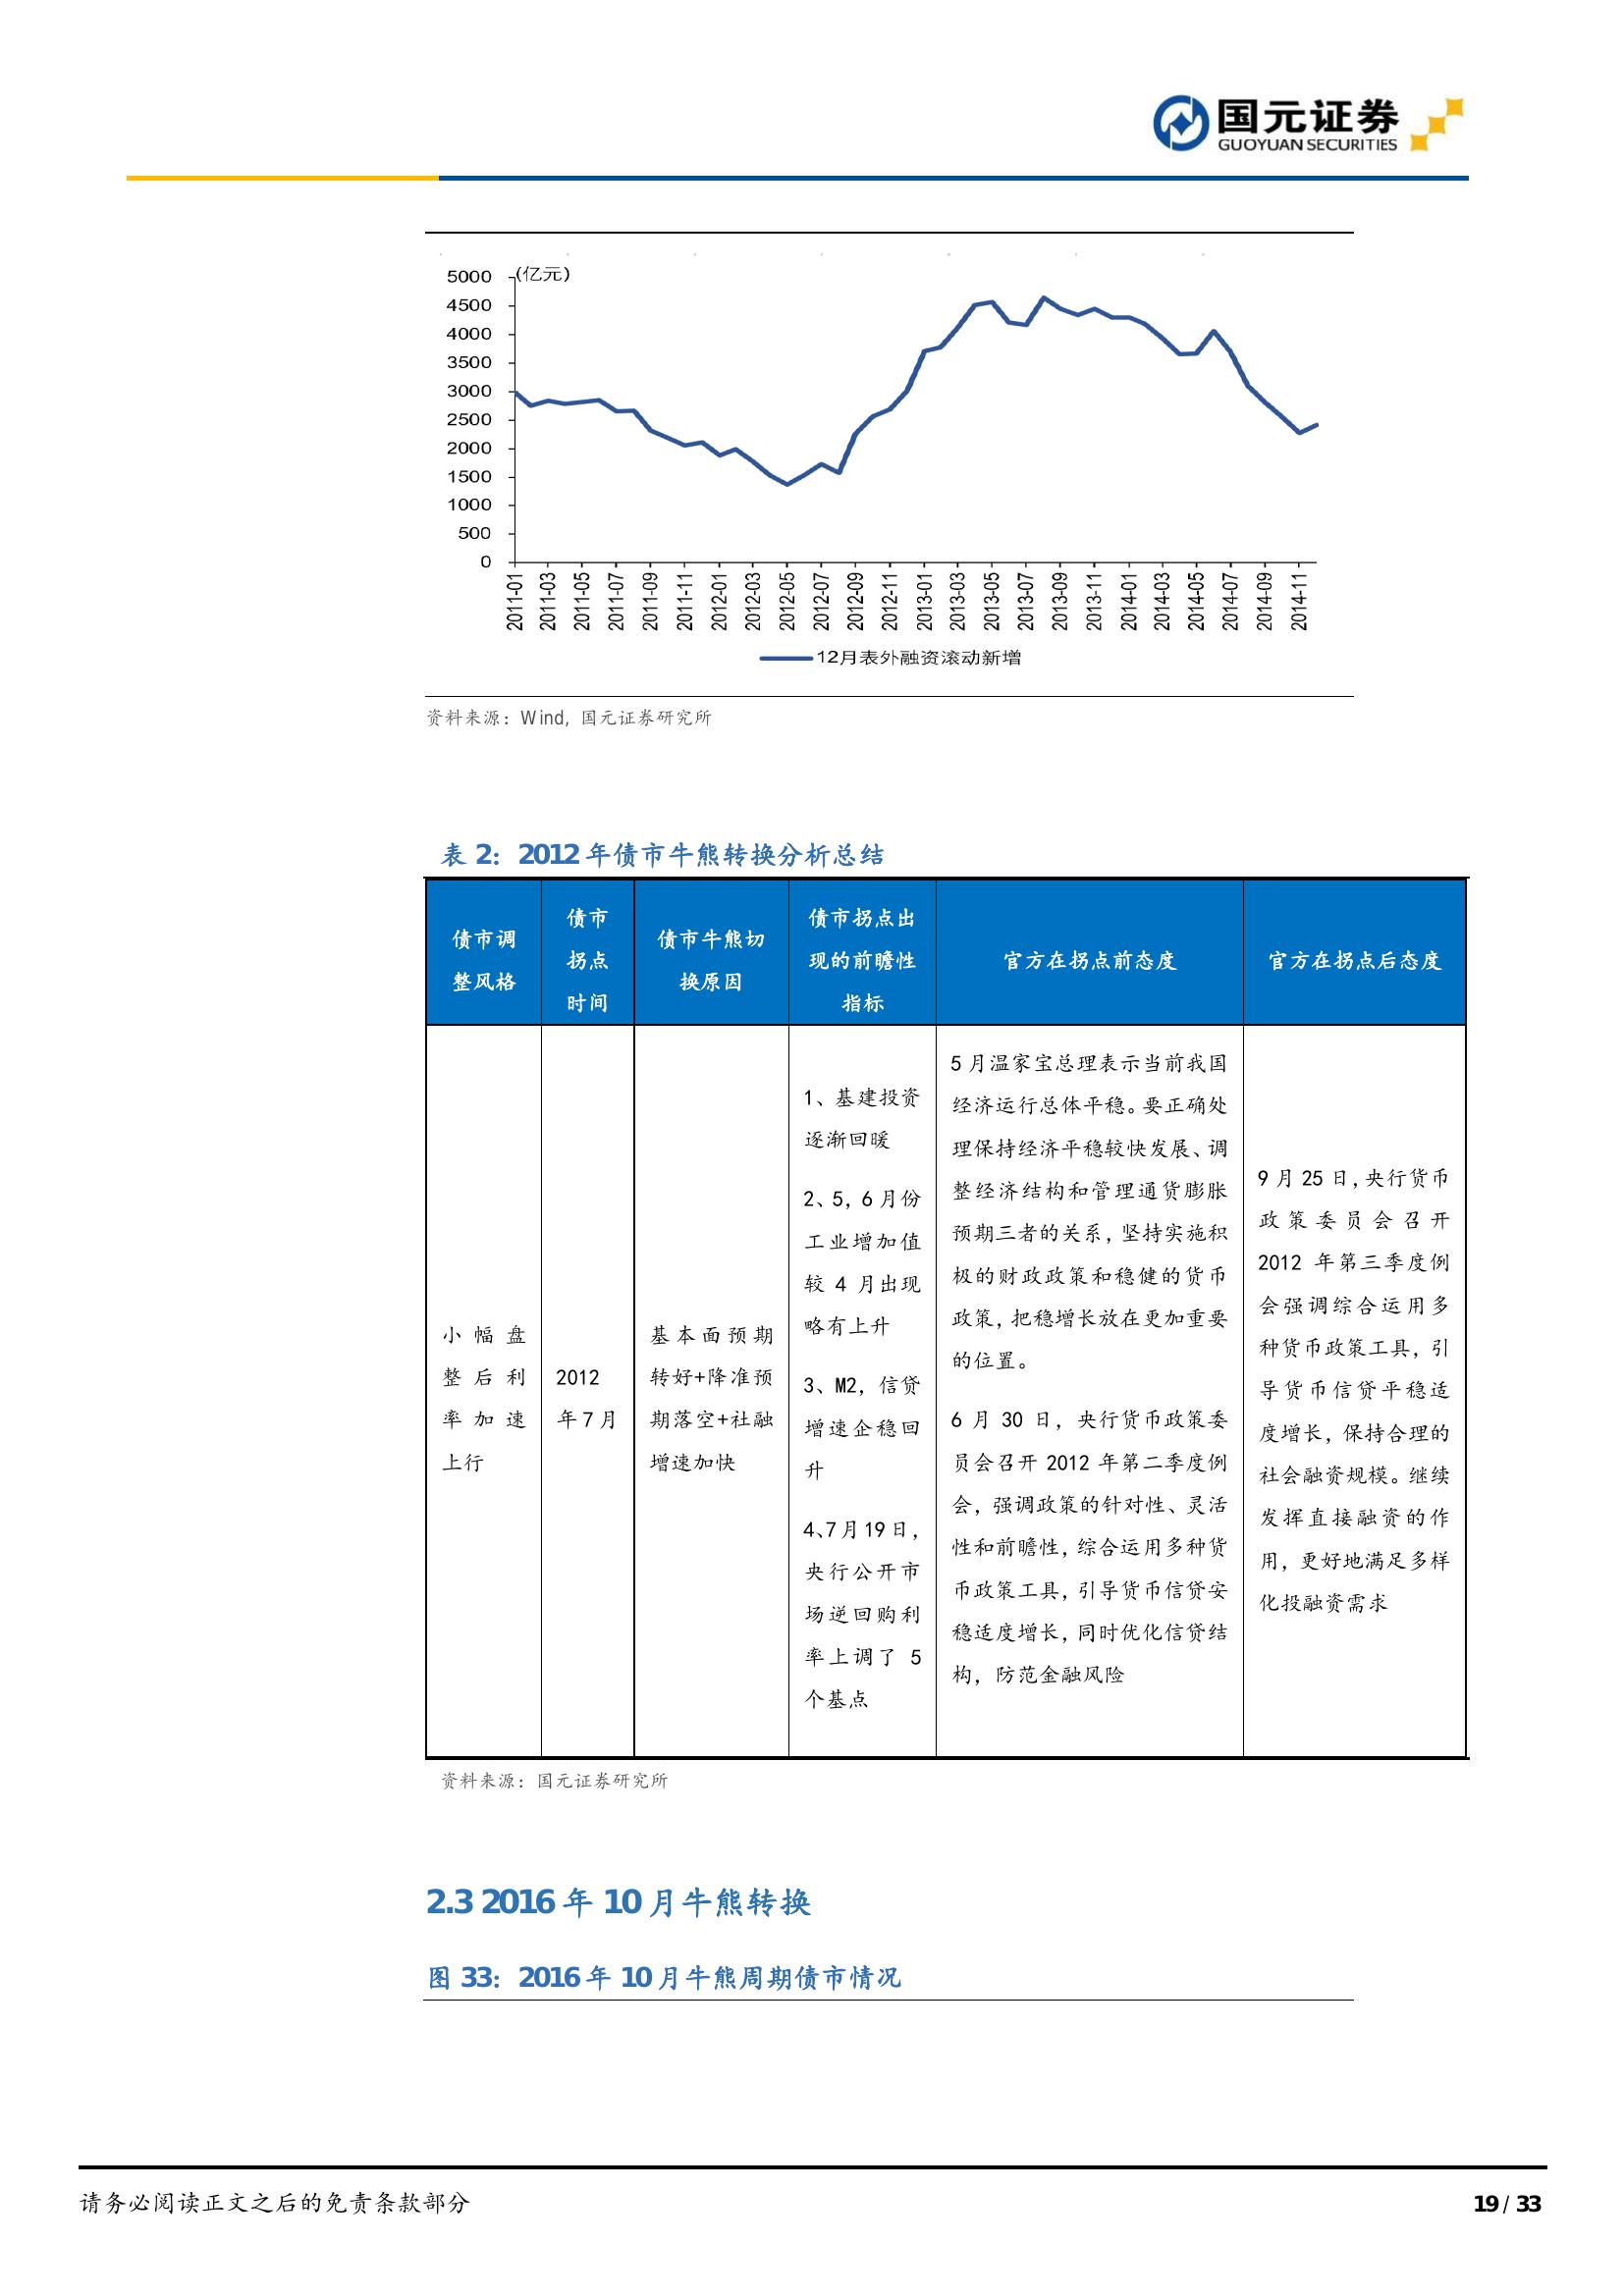 国元证券
GUOYUAN SECURITIES
(亿元)
5000
4500
4000
3500
3000
2500
2000
1500
1000
500
0
2011-01
2011-03
2011-05
2011-07
2011-09
2011-11
2012-01
2012-03
2012-05
2012-07
2012-09
2012-11
2013-01
2013-03
2013-05
2013-07
2013-09
2013-11
2014-01
2014-03
2014-05
2014-07
2014-09
2014-11
12月表外融资滚动新增
资料来源：Wind，国元证券研究所
表 2：2012 年债市牛熊转换分析总结
债市调
整风格
债市
拐点
时间
债市牛熊切
换原因
债市拐点出
现的前瞻性
指标
官方在拐点前态度
官方在拐点后态度
小幅盘
整后利
率加速
上行
2012
年 7 月
基本面预期
转好+降准预
期落空+社融
增速加快
1、基建投资
逐渐回暖
2、5，6 月份
工业增加值
较 4 月出现
略有上升
3、M2，信贷
增速企稳回
升
4、7 月 19 日，
央行公开市
场逆回购利
率上调了 5
个基点
5 月温家宝总理表示当前我国
经济运行总体平稳。要正确处
理保持经济平稳较快发展、调
整经济结构和管理通货膨胀
预期三者的关系，坚持实施积
极的财政政策和稳健的货币
政策，把稳增长放在更加重要
的位置。
6 月 30 日，央行货币政策委
员会召开 2012 年第二季度例
会，强调政策的针对性、灵活
性和前瞻性，综合运用多种货
币政策工具，引导货币信贷安
稳适度增长，同时优化信贷结
构，防范金融风险
9 月 25 日，央行货币
政策委员会召开
2012 年第三季度例
会强调综合运用多
种货币政策工具，引
导货币信贷平稳适
度增长，保持合理的
社会融资规模。继续
发挥直接融资的作
用，更好地满足多样
化投融资需求
资料来源：国元证券研究所
2.3 2016 年 10 月牛熊转换
图 33：2016 年 10 月牛熊周期债市情况
请务必阅读正文之后的免责条款部分
19 / 33